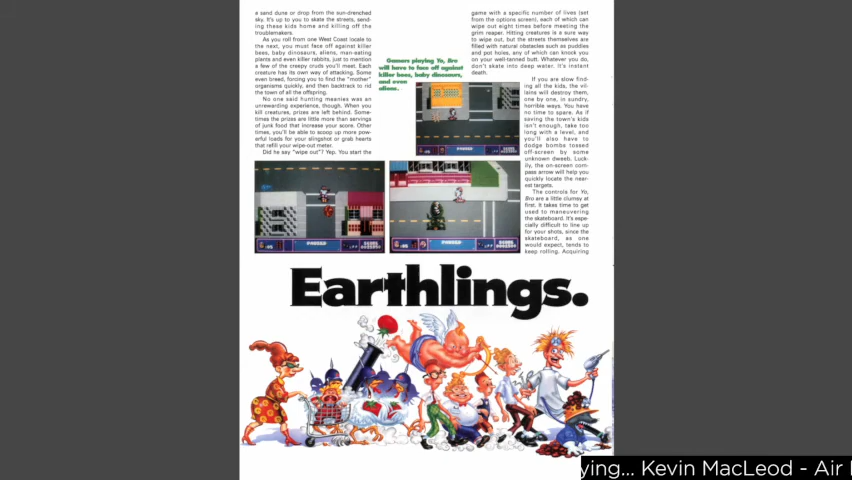 a sand dune or drop from the sun-drenched
sky. It's up to you to skate the streets, send-
ing these kids home and killing off the
troublemakers.
As you roll from one West Coast locale to
the next, you must face off against killer
bees, baby dinosaurs, aliens, man-eating
plants and even killer rabbits, just to mention
a few of the creepy cruds you'll meet. Each
creature has its own way of attacking. Some
even breed, forcing you to find the "mother"
organisms quickly, and then backtrack to rid
the town of all the offspring.
No one said hunting meanies was an
unrewarding experience, though. When you
kill creatures, prizes are left behind. Some-
times the prizes are little more than servings
of junk food that increase your score. Other
times, you'll be able to scoop up more pow-
erful loads for your slingshot or grab hearts
that refill your wipe-out meter.
Did he say "wipe out"? Yep. You start the
Gamers playing Yo, Bro
will have to face off against
killer bees, baby dinosaurs,
and even
aliens.
game with a specific number of lives (set
from the options screen), each of which can
wipe out eight times before meeting the
grim reaper. Hitting creatures is a sure way
to wipe out, but the streets themselves are
filled with natural obstacles such as puddles
and pot holes, any of which can knock you
on your well-tanned butt. Whatever you do,
don't skate into deep water. It's instant
death.
If you are slow find-
ing all the kids, the vil-
lains will destroy them,
one by one, in sundry,
horrible ways. You have
no time to spare. As if
saving the town's kids
isn't enough, take too
long with a level, and
you'll also have to
dodge bombs tossed
off-screen by some
unknown dweeb. Luck-
ily, the on-screen com-
pass arrow will help you
quickly locate the near-
est targets.
The controls for Yo,
Bro are a little clumsy at
first. It takes time to get
used to maneuvering
the skateboard. It's espe-
cially difficult to line up
for your shots, since the
skateboard, as one
would expect, tends to
keep rolling. Acquiring
PAUSED
PAUSED
PAUSED
Earthlings.
ying... Kevin MacLeod - Air